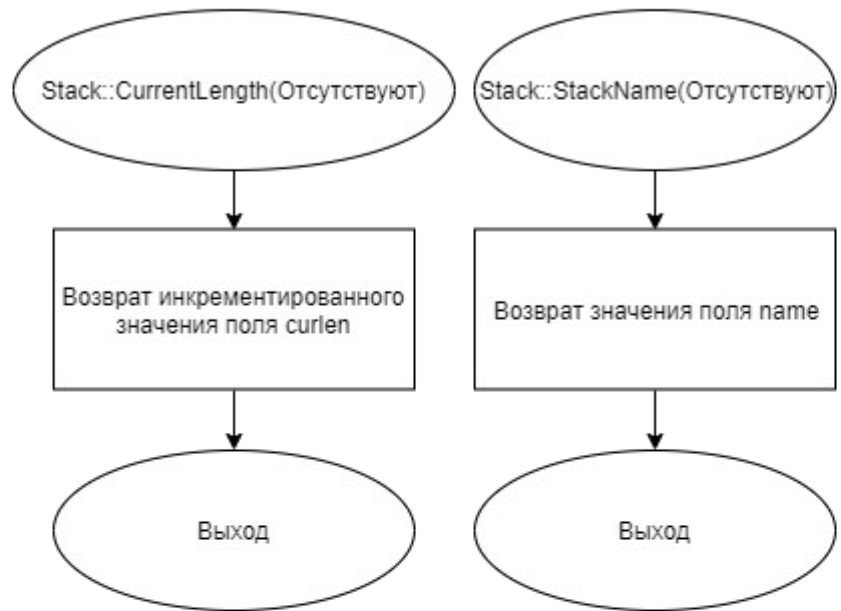 Stack::CurrentLength(Отсутствуют)
Возврат инкрементированного
значения поля curlen
Выход
Stack::StackName(Отсутствуют)
Возврат значения поля name
Выход